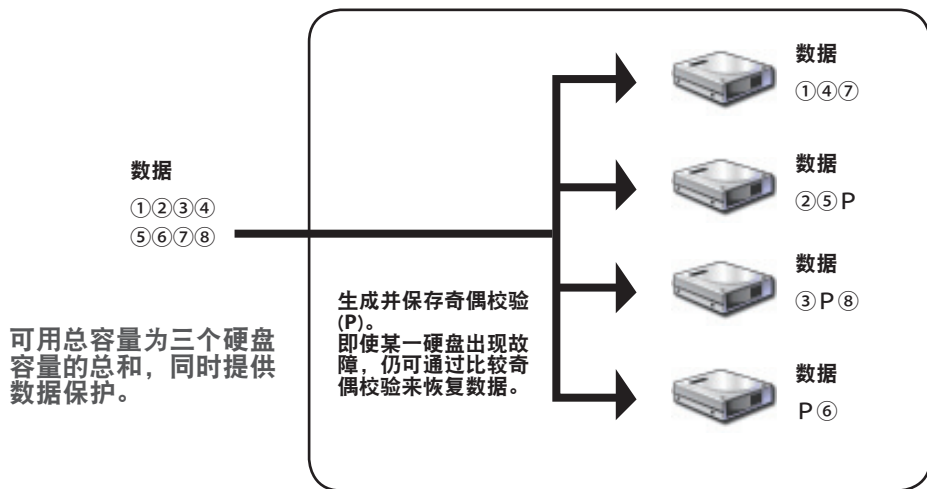 数据
①②③④
⑤⑥⑦⑧
可用总容量为三个硬盘
容量的总和，同时提供
数据保护。
生成并保存奇偶校验
(P)。
即使某一硬盘出现故
障，仍可通过比较奇
偶校验来恢复数据。
数据
①④⑦
数据
②⑤P
数据
③P⑧
数据
P⑥